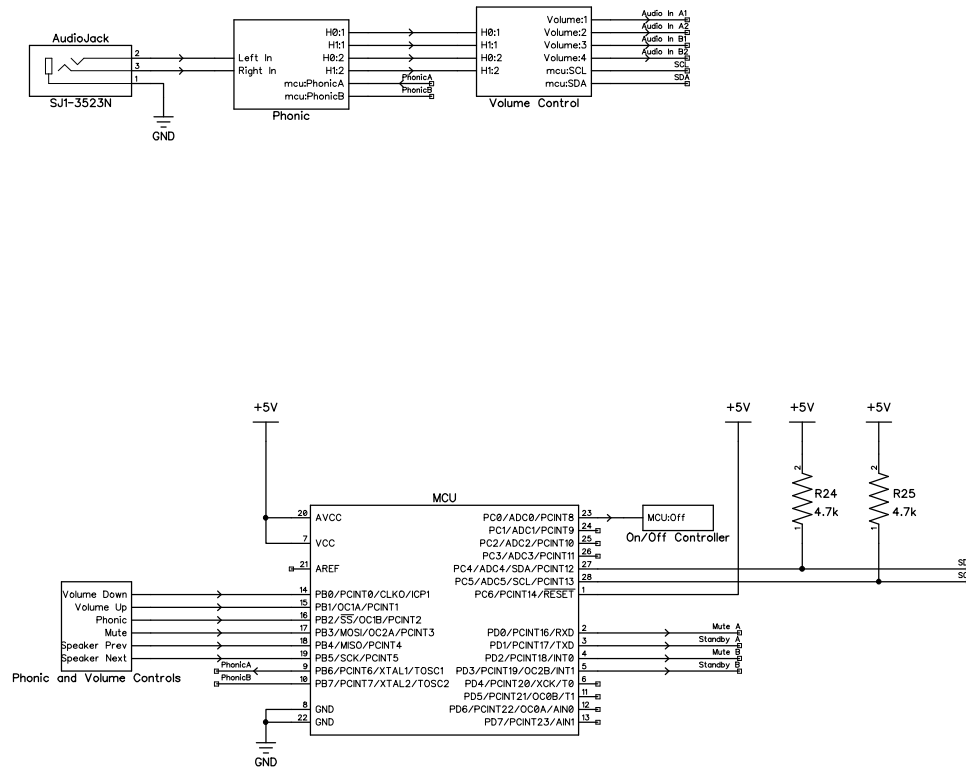 AudioJack
2
3
1
SJ1-3523N
GND
Left In
Right In
H0:1
H1:1
H0:2
H1:2
mcu:PhonicA
mcu:PhonicB
Phonic
PhonicA
PhonicB
H0:1
H1:1
H0:2
H1:2
Volume:1
Volume:2
Volume:3
Volume:4
mcu:SCL
mcu:SDA
Volume Control
Audio In A1
Audio In A2
Audio In B1
Audio In B2
SCL
SDA
+5V
+5V
+5V
+5V
2
R24
4.7k
1
2
R25
4.7k
1
MCU
20 AVCC
7 VCC
21 AREF
14 PB0/PCINT0/CLKO/ICP1
15 PB1/OC1A/PCINT1
16 PB2/SS/OC1B/PCINT2
17 PB3/MOSI/OC2A/PCINT3
18 PB4/MISO/PCINT4
19 PB5/SCK/PCINT5
9 PB6/PCINT6/XTAL1/TOSC1
10 PB7/PCINT7/XTAL2/TOSC2
8 GND
22 GND
PC0/ADC0/PCINT8 23
PC1/ADC1/PCINT9 24
PC2/ADC2/PCINT10 25
PC3/ADC3/PCINT11 26
PC4/ADC4/SDA/PCINT12 27
PC5/ADC5/SCL/PCINT13 28
PC6/PCINT14/RESET 1
PD0/PCINT16/RXD 2
PD1/PCINT17/TXD 3
PD2/PCINT18/INT0 4
PD3/PCINT19/OC2B/INT1 5
PD4/PCINT20/XCK/T0 6
PD5/PCINT21/OC0B/T1 11
PD6/PCINT22/OC0A/AIN0 12
PD7/PCINT23/AIN1 13
MCU:Off
On/Off Controller
Volume Down
Volume Up
Phonic
Mute
Speaker Prev
Speaker Next
Phonic and Volume Controls
PhonicA
PhonicB
GND
Mute A
Standby A
Mute B
Standby B